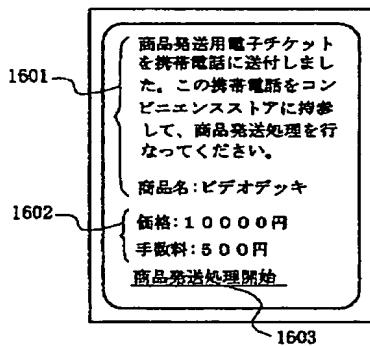 商品発送用電子チケット
を携帯電話に送付しまし
た。この携帯電話をコン
ビニエンスストアに持参
して、商品発送処理を行
なってください。
商品名:ビデオデッキ
価格:10000円
手数料:500円
商品発送処理開始
1601
1602
1603